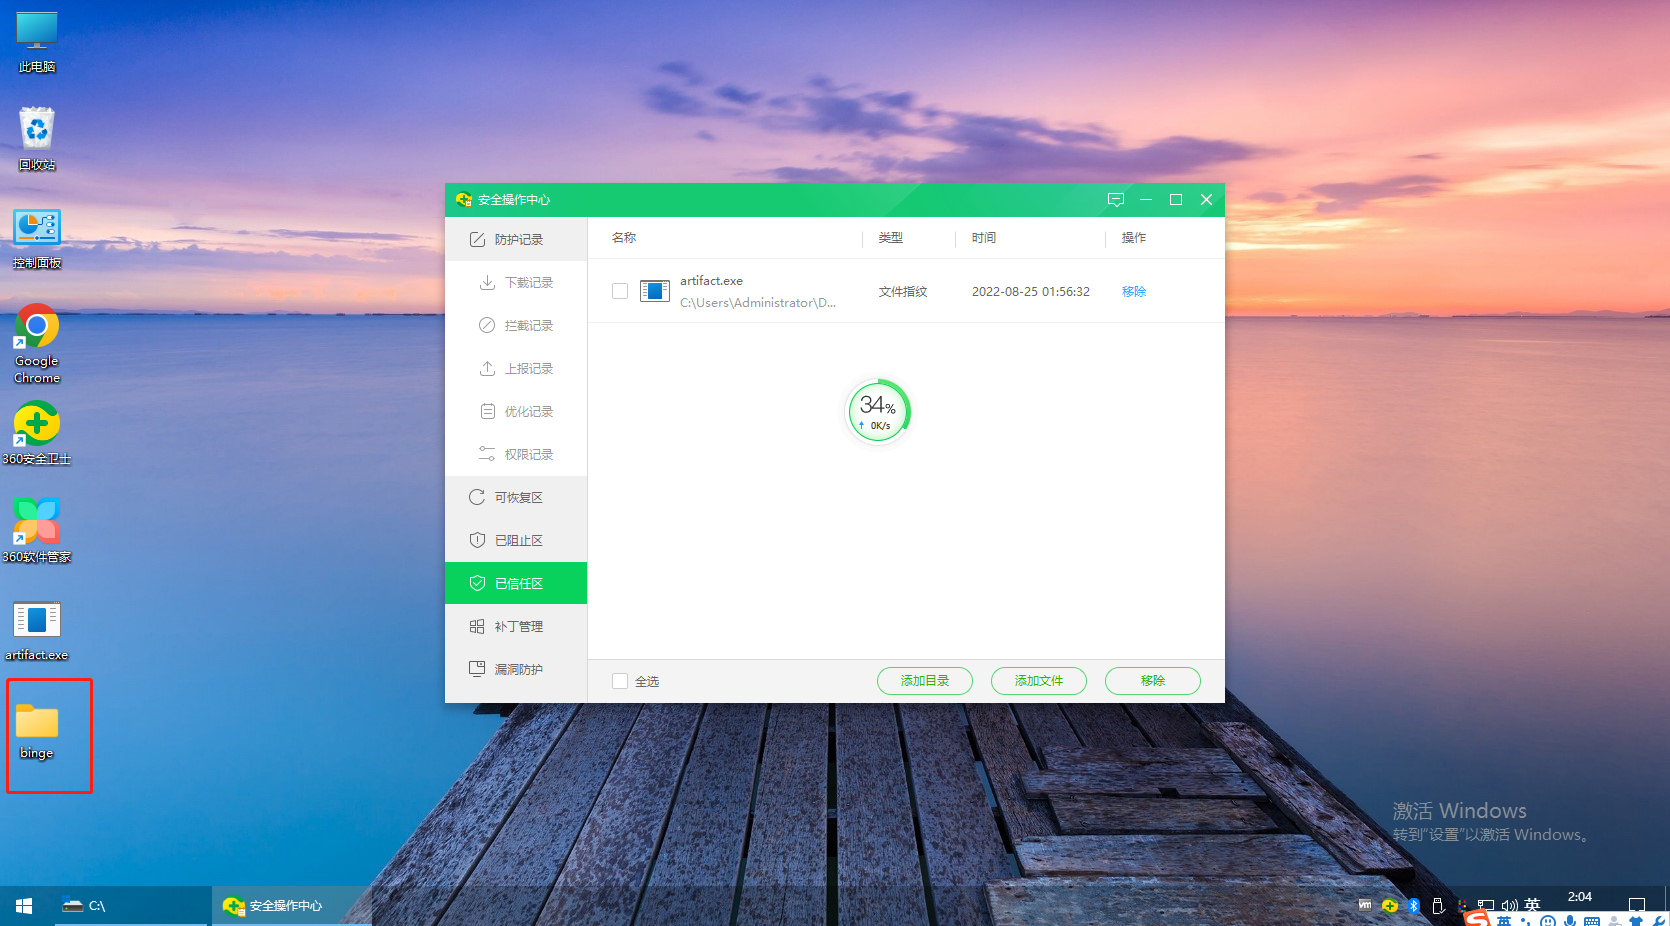 此电脑
回收站
控制面板
Google
Chrome
360安全卫士
360软件管家
artifact.exe
binge
安全操作中心
防护记录
下载记录
拦截记录
上报记录
优化记录
权限记录
可恢复区
已阻止区
已信任区
补丁管理
漏洞防护
名称
类型
时间
操作
artifact.exe
C:\Users\Administrator\D...
文件指纹
2022-08-25 01:56:32
移除
34%
0K/s
全选
添加目录
添加文件
移除
激活 Windows
转到“设置”以激活 Windows。
C:\
安全操作中心
vm
英
2:04
英